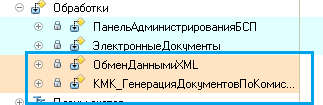 Обработки
ПанельАдминистрированияБСП
ЭлектронныеДокументы
ОбменДаннымиXML
КМК_ГенерацияДокументовПоКомис...